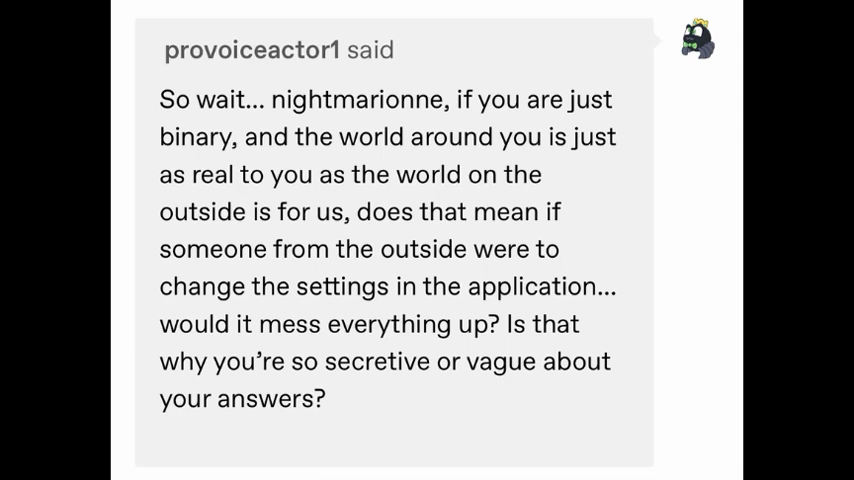 provoiceactor1 said
So wait... nightmarionne, if you are just
binary, and the world around you is just
as real to you as the world on the
outside is for us, does that mean if
someone from the outside were to
change the settings in the application...
would it mess everything up? Is that
why you’re so secretive or vague about
your answers?